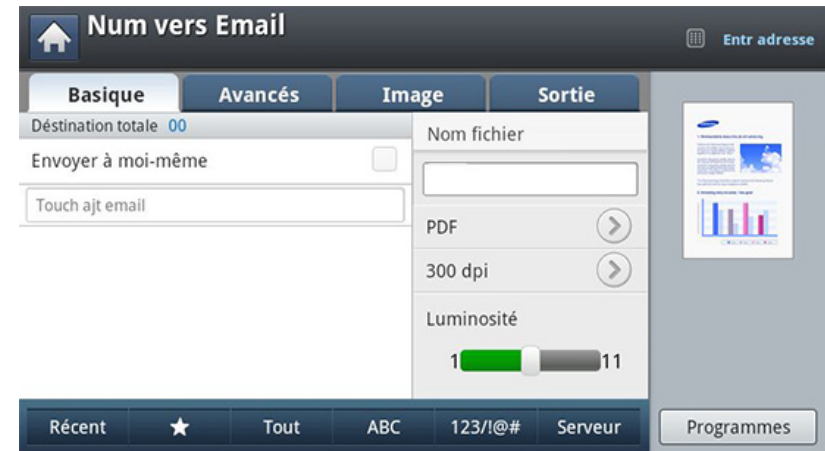 Num vers Email
Entr adresse
Basique
Avancés
Image
Sortie
Déstination totale 00
Envoyer à moi-même
Touch ajt email
Nom fichier
PDF
300 dpi
Luminosité
1 11
Récent
Tout
ABC
123/!@#
Serveur
Programmes